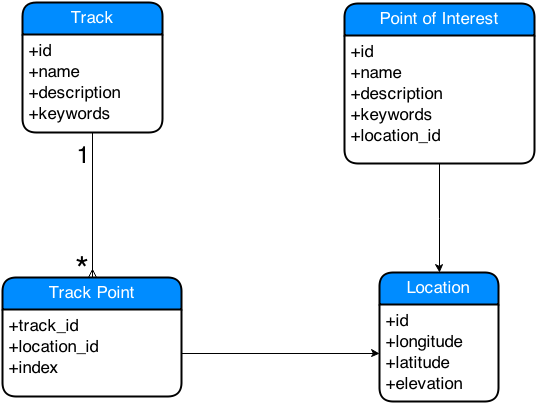 Track
+id
+name
+description
+keywords
Point of Interest
+id
+name
+description
+keywords
+location_id
1
*
Track Point
+track_id
+location_id
+index
Location
+id
+longitude
+latitude
+elevation